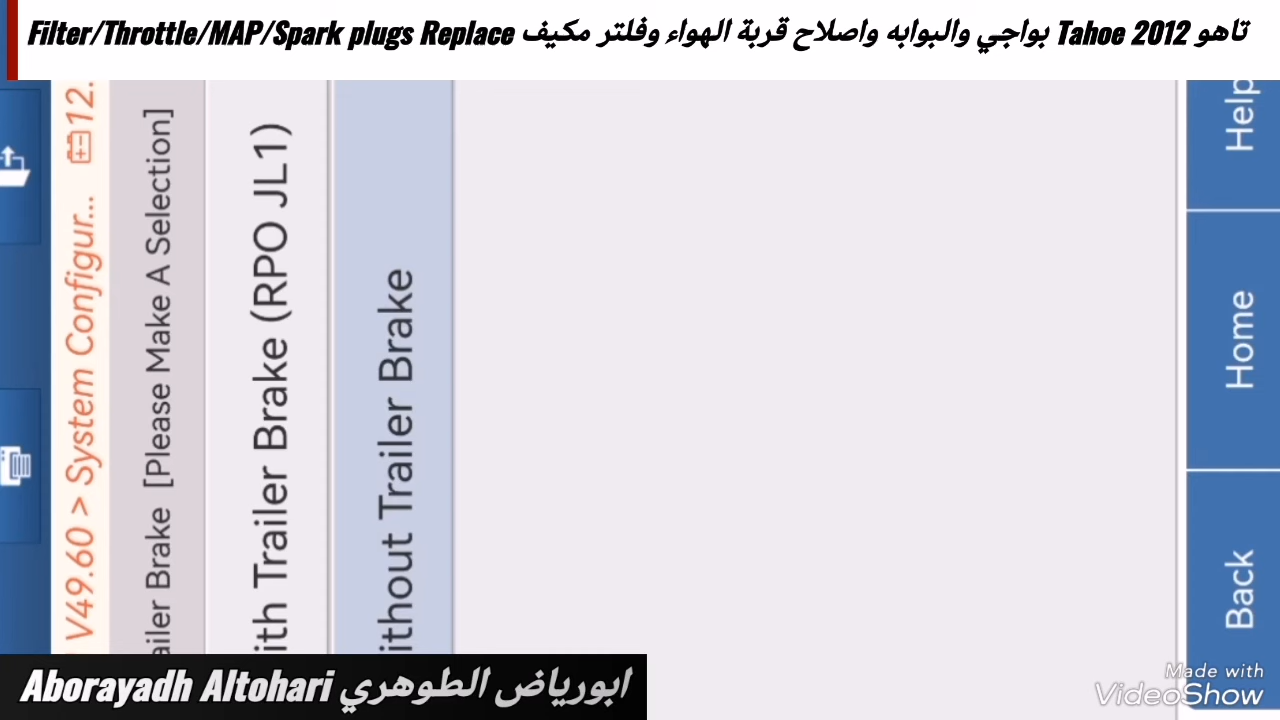 Filter/Throttle/MAP/Spark plugs Replace تاهو Tahoe 2012 بواجي والبوابه واصلاح قربة الهواء وفلتر مكيف
V49.60 > System Configur... 12.
ailer Brake [Please Make A Selection]
ith Trailer Brake (RPO JL1)
ithout Trailer Brake
Back Home Help
Aborayadh Altohari ابورياض الطوهري
Made with
VideoShow